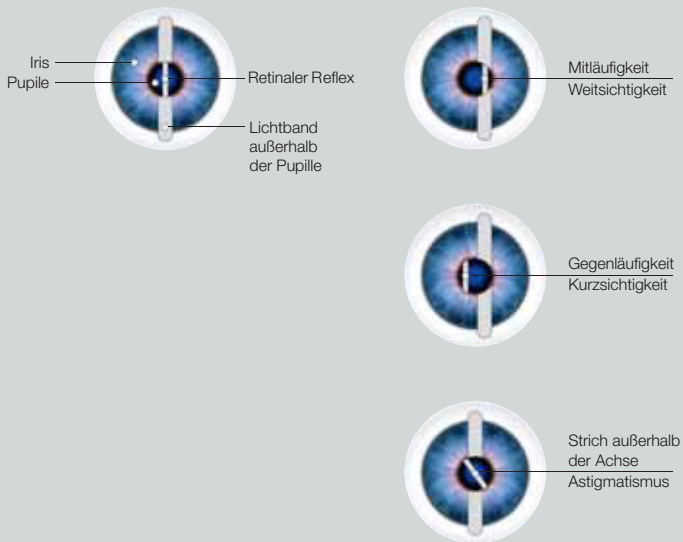 Iris
Pupile
Retinaler Reflex
Lichtband
außerhalb
der Pupille
Mitläufigkeit
Weitsichtigkeit
Gegenläufigkeit
Kurzsichtigkeit
Strich außerhalb
der Achse
Astigmatismus